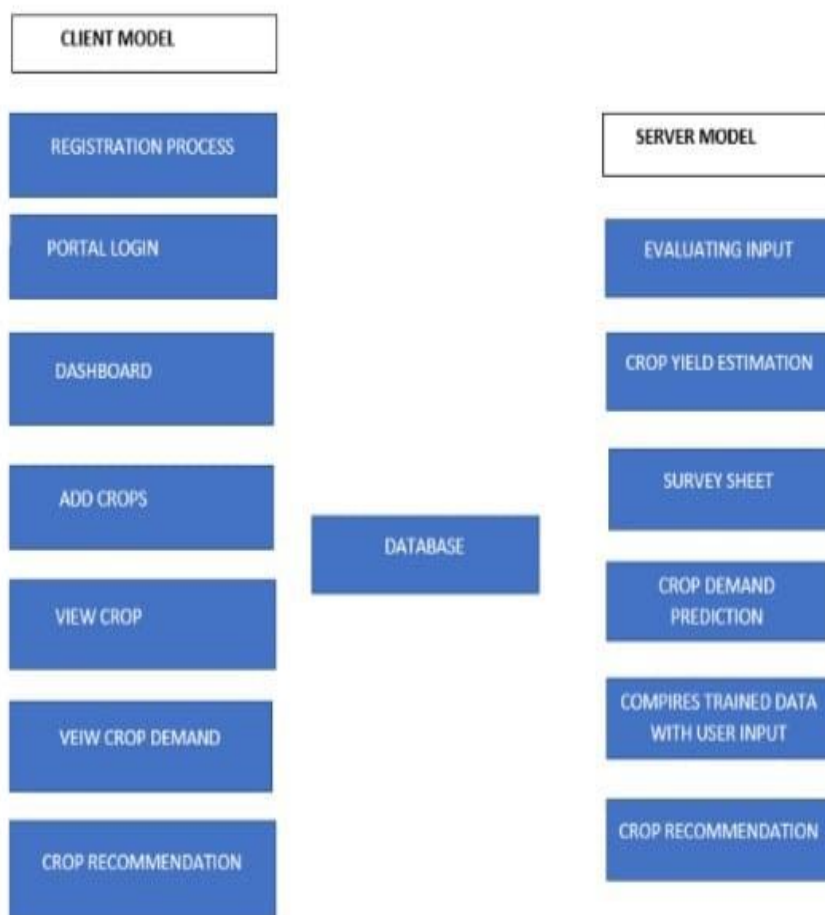 CLIENT MODEL
REGISTRATION PROCESS
PORTAL LOGIN
DASHBOARD
ADD CROPS
VIEW CROP
VEIW CROP DEMAND
CROP RECOMMENDATION
DATABASE
SERVER MODEL
EVALUATING INPUT
CROP YIELD ESTIMATION
SURVEY SHEET
CROP DEMAND
PREDICTION
COMPIRES TRAINED DATA
WITH USER INPUT
CROP RECOMMENDATION